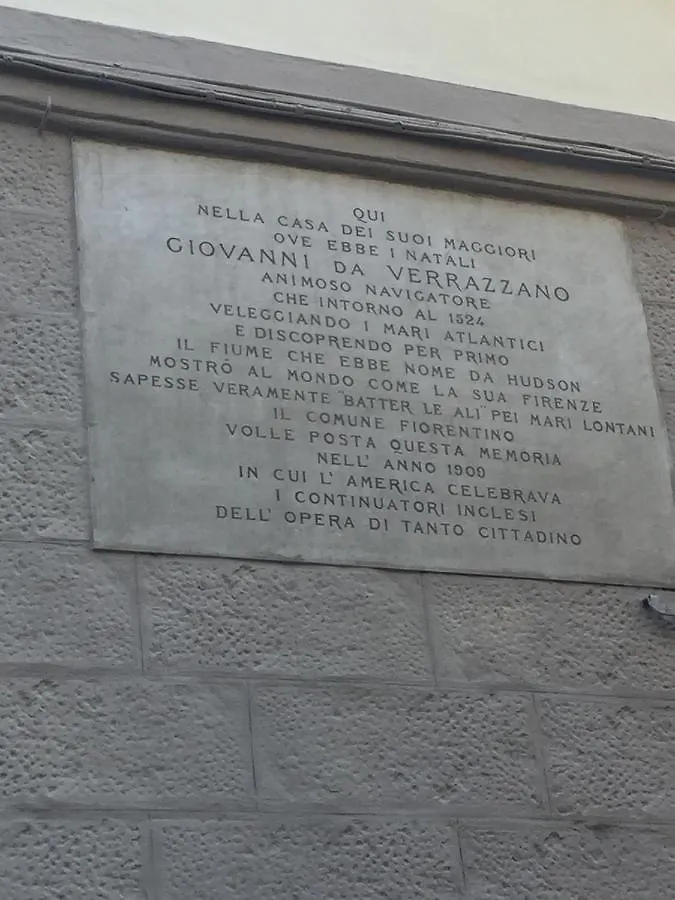 QUI
NELLA CASA DEI SUOI MAGGIORI
OVE EBBE I NATALI
GIOVANNI DA VERRAZZANO
ANIMOSO NAVIGATORE
CHE INTORNO AL 1524
VELEGGIANDO I MARI ATLANTICI
E DISCOPRENDO PER PRIMO
IL FIUME CHE EBBE NOME DA HUDSON
MOSTRÒ AL MONDO COME LA SUA FIRENZE
SAPESSE VERAMENTE "BATTER LE ALI" PEI MARI LONTANI
IL COMUNE FIORENTINO
VOLLE POSTA QUESTA MEMORIA
NELL' ANNO 1909
IN CUI L' AMERICA CELEBRAVA
I CONTINUATORI INGLESI
DELL' OPERA DI TANTO CITTADINO